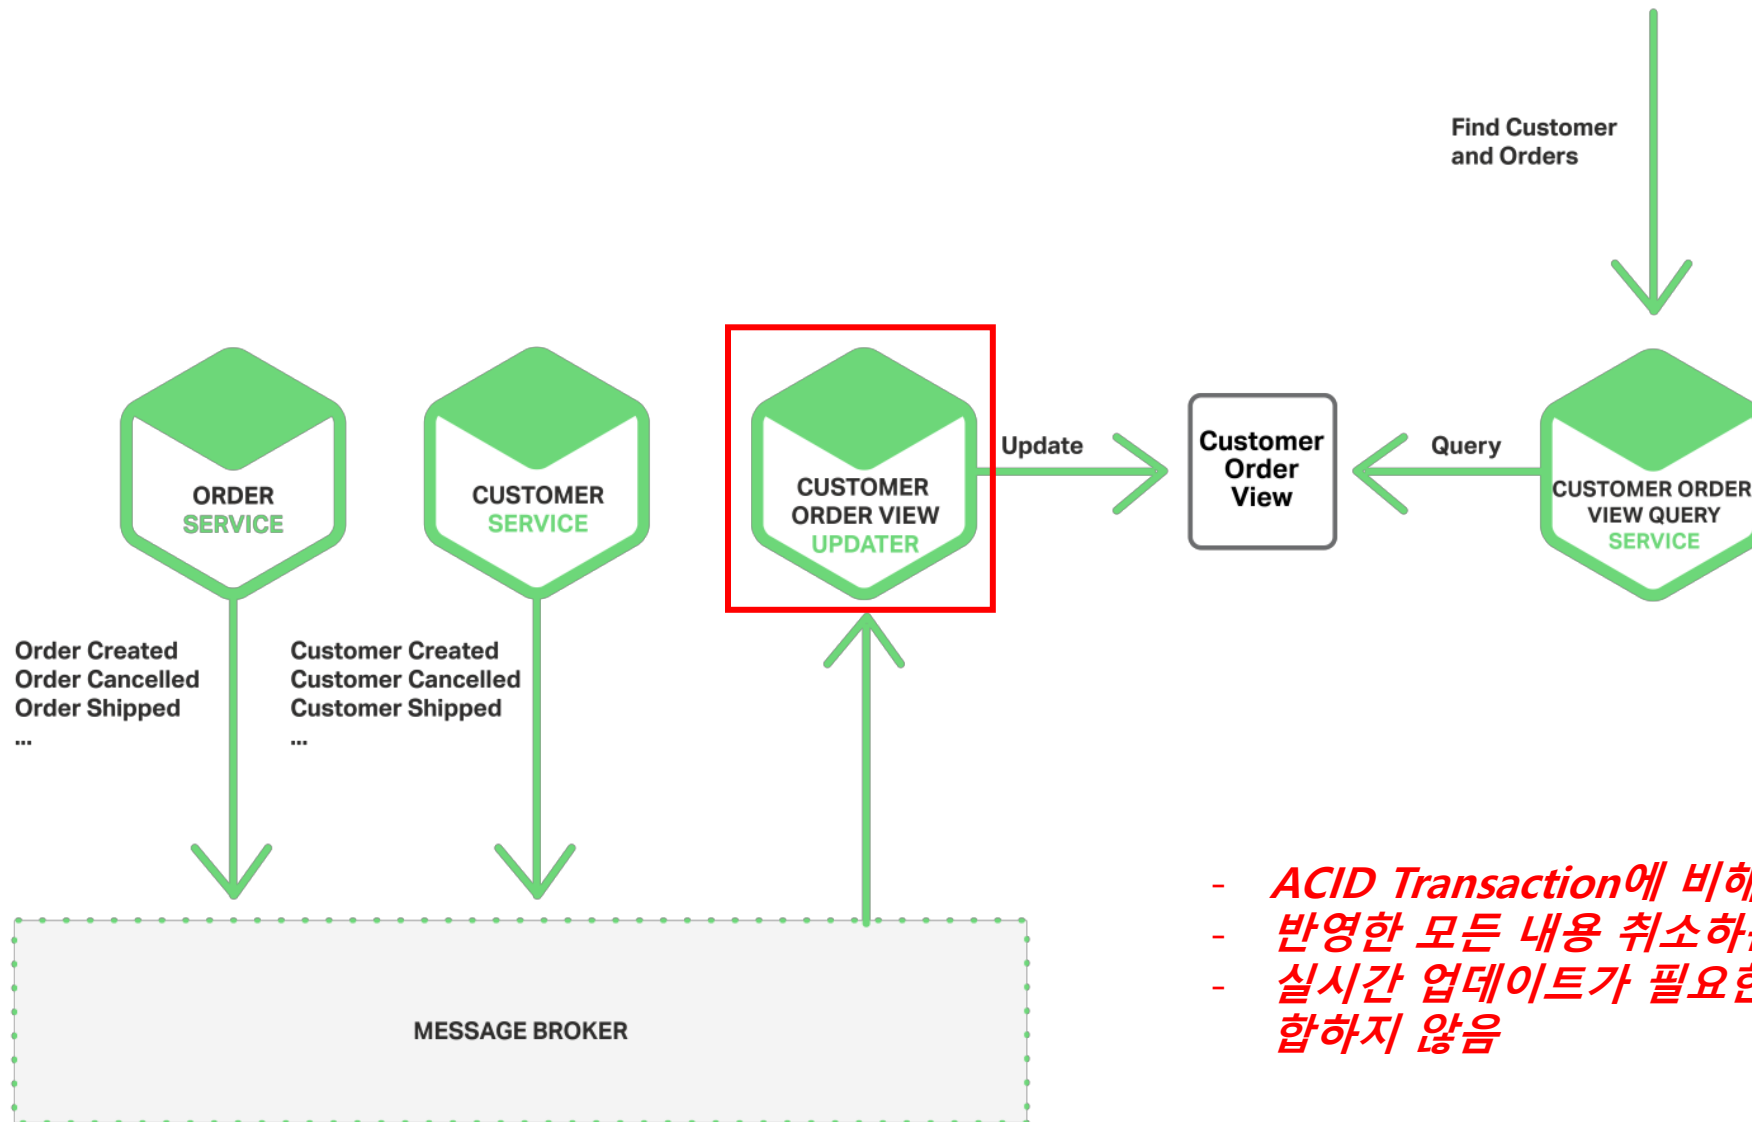 Find Customer
and Orders
ORDER
SERVICE
CUSTOMER
SERVICE
CUSTOMER
ORDER VIEW
UPDATER
Update
Customer
Order
View
Query
CUSTOMER ORDER
VIEW QUERY
SERVICE
Order Created
Order Cancelled
Order Shipped
...
Customer Created
Customer Cancelled
Customer Shipped
...
MESSAGE BROKER
- ACID Transaction에
- 반영한 모든 내용
- 실시간 업데이트가
합하지 않음